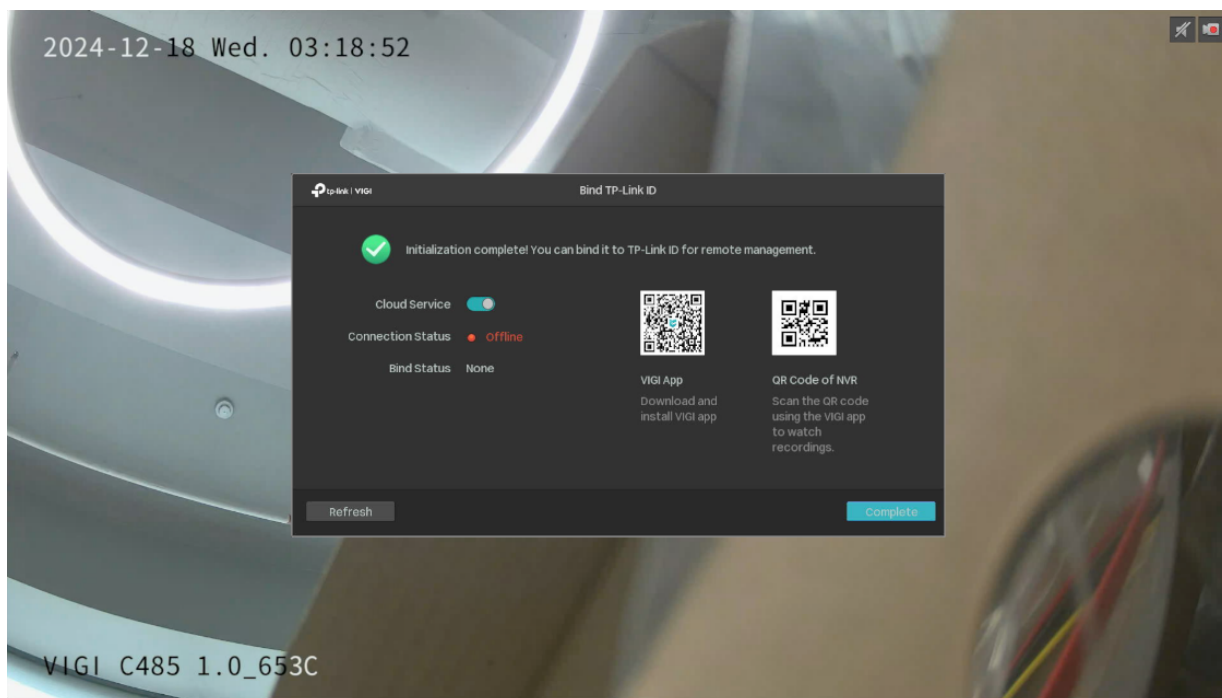 2024-12-18 Wed. 03:18:52
tp-link | VIGI
Bind TP-Link ID
Initialization complete! You can bind it to TP-Link ID for remote management.
Cloud Service
Connection Status Offline
Bind Status None
VIGI App
Download and
install VIGI app
QR Code of NVR
Scan the QR code
using the VIGI app
to watch
recordings.
Refresh
Complete
VIGI C485 1.0_653C